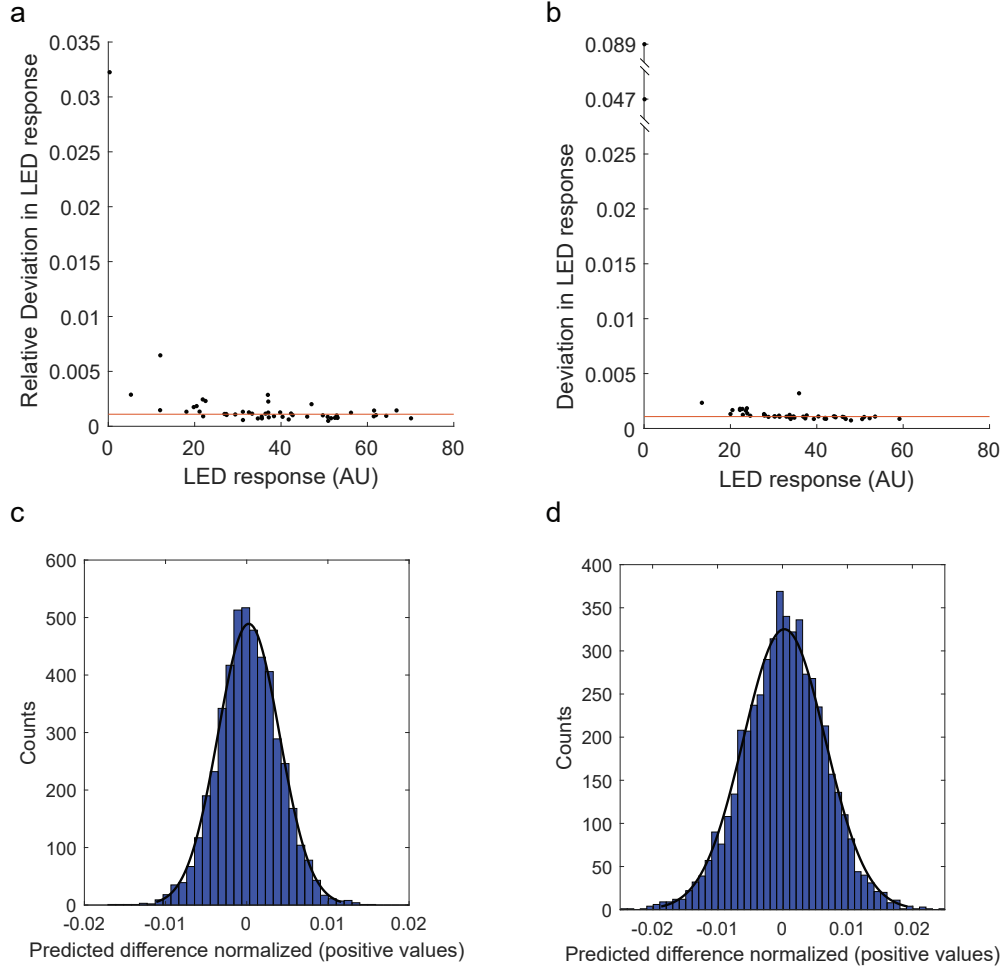 a
0.035
0.03
0.025
0.02
0.015
0.01
0.005
0
Relative Deviation in LED response
0 20 40 60 80
LED response (AU)
b
0.089
0.047
0.025
0.02
0.015
0.01
0.005
0
Deviation in LED response
0 20 40 60 80
LED response (AU)
c
600
500
400
300
200
100
0
Counts
-0.02 -0.01 0 0.01 0.02
Predicted difference normalized (positive values)
d
400
350
300
250
200
150
100
50
0
Counts
-0.02 -0.01 0 0.01 0.02
Predicted difference normalized (positive values)